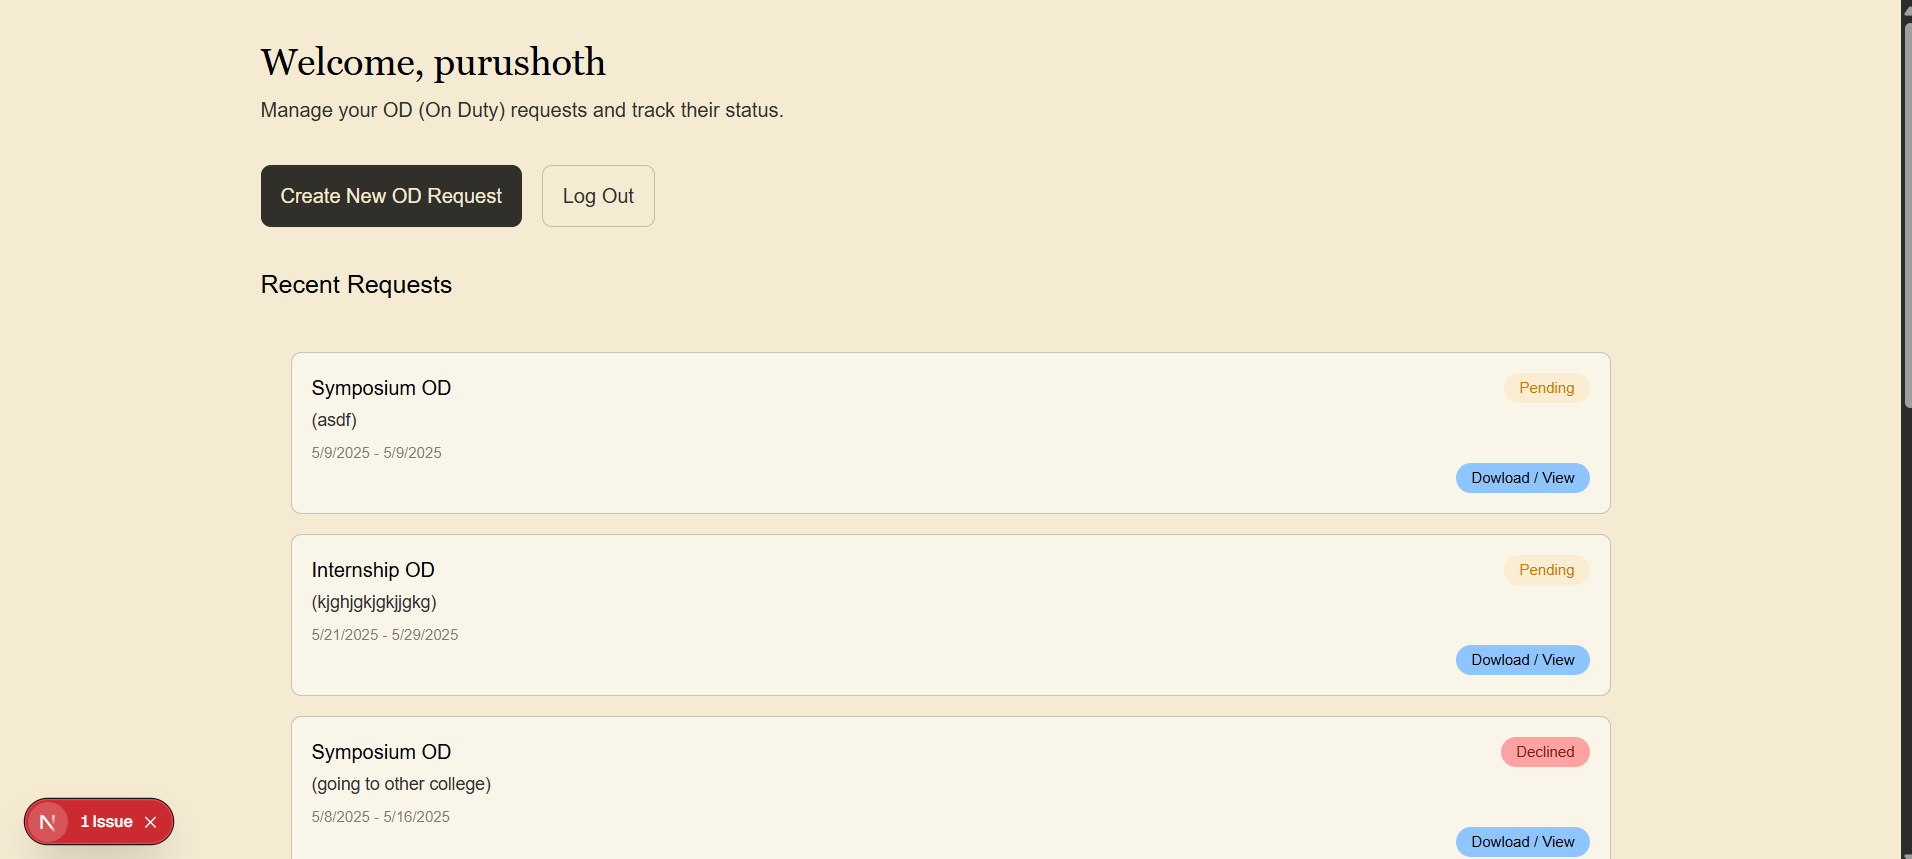 Welcome, purushoth
Manage your OD (On Duty) requests and track their status.
Create New OD Request
Log Out
Recent Requests
Symposium OD
Pending
(asdf)
5/9/2025 - 5/9/2025
Dowload / View
Internship OD
Pending
(kjghjgkjgkjjgkg)
5/21/2025 - 5/29/2025
Dowload / View
Symposium OD
Declined
(going to other college)
5/8/2025 - 5/16/2025
Dowload / View
N
1 Issue